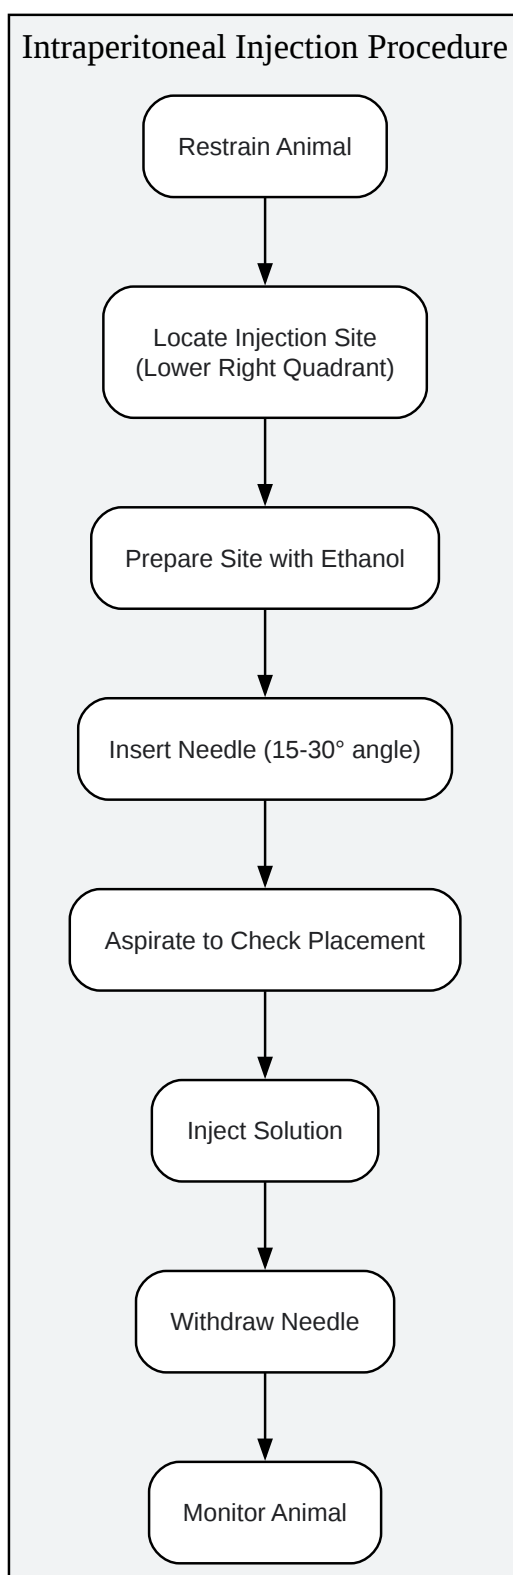 Intraperitoneal Injection Procedure
Restrain Animal
Locate Injection Site
(Lower Right Quadrant)
Prepare Site with Ethanol
Insert Needle (15-30° angle)
Aspirate to Check Placement
Inject Solution
Withdraw Needle
Monitor Animal